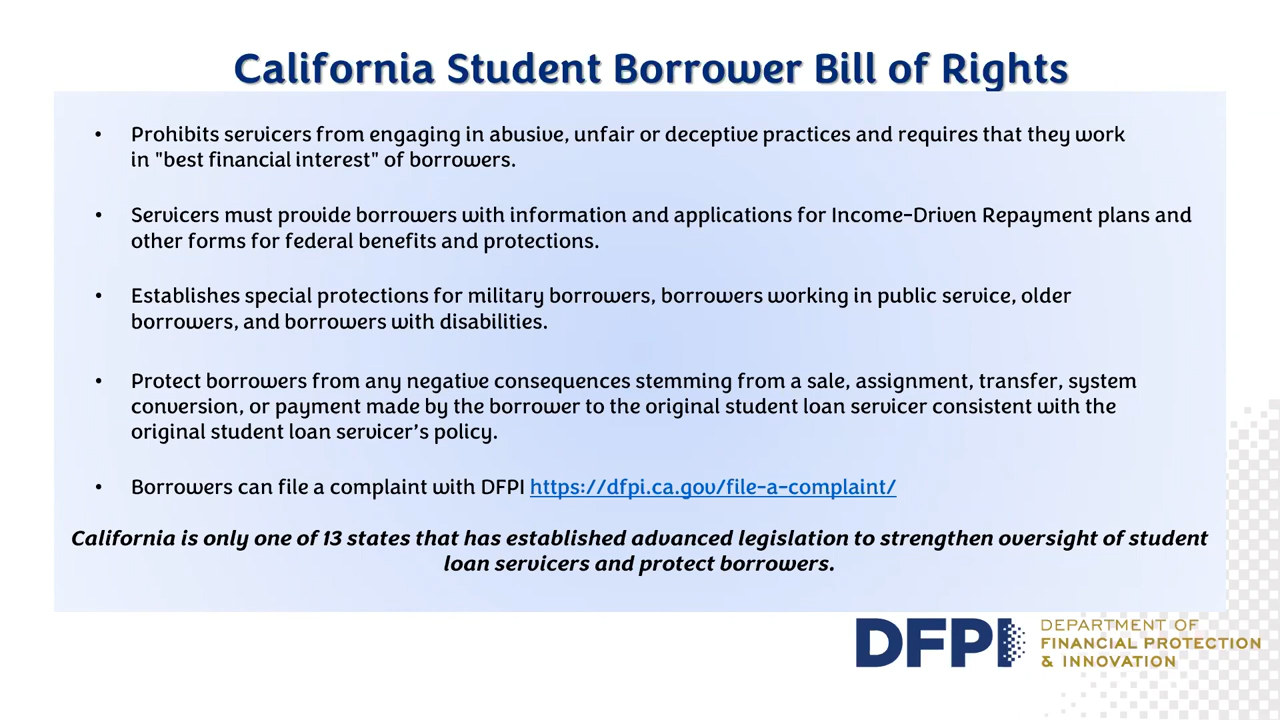 California Student Borrower Bill of Rights
• Prohibits servicers from engaging in abusive, unfair or deceptive practices and requires that they work
in "best financial interest" of borrowers.
• Servicers must provide borrowers with information and applications for Income-Driven Repayment plans and
other forms for federal benefits and protections.
• Establishes special protections for military borrowers, borrowers working in public service, older
borrowers, and borrowers with disabilities.
• Protect borrowers from any negative consequences stemming from a sale, assignment, transfer, system
conversion, or payment made by the borrower to the original student loan servicer consistent with the
original student loan servicer’s policy.
• Borrowers can file a complaint with DFPI https://dfpi.ca.gov/file-a-complaint/
California is only one of 13 states that has established advanced legislation to strengthen oversight of student
loan servicers and protect borrowers.
DFPI
DEPARTMENT OF
FINANCIAL PROTECTION
& INNOVATION